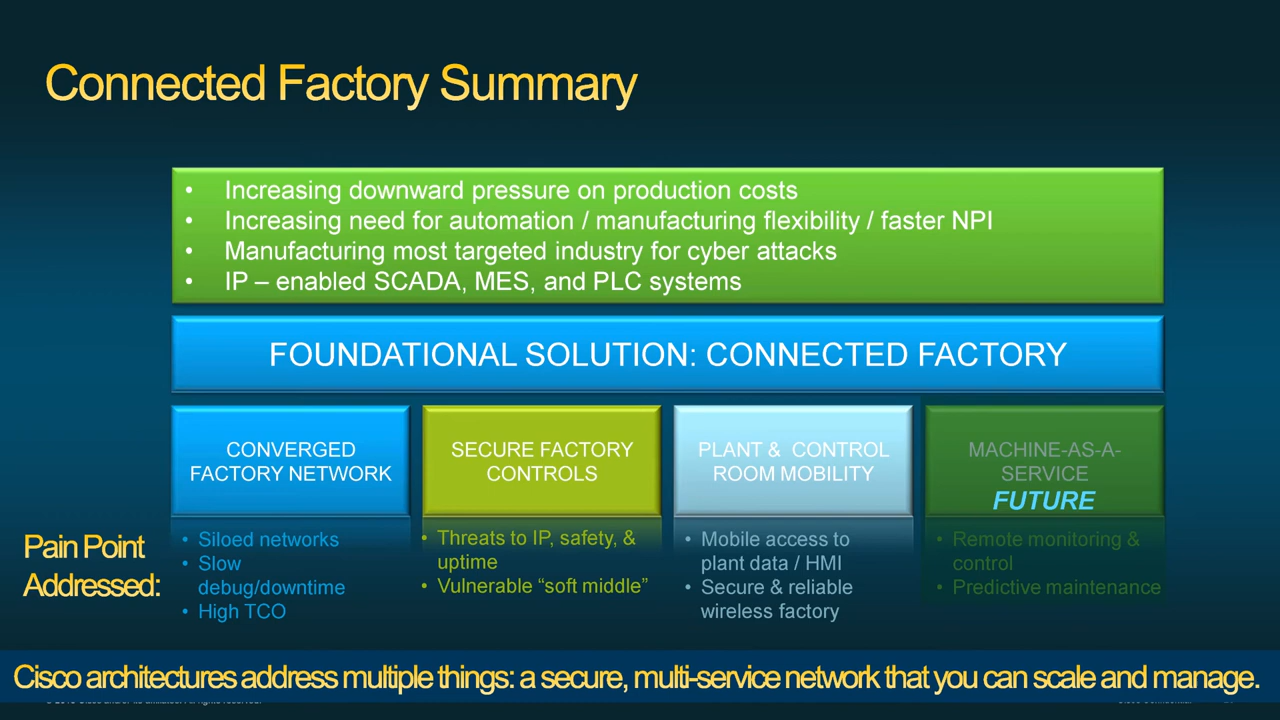 Connected Factory Summary
• Increasing downward pressure on production costs
• Increasing need for automation / manufacturing flexibility / faster NPI
• Manufacturing most targeted industry for cyber attacks
• IP – enabled SCADA, MES, and PLC systems
FOUNDATIONAL SOLUTION: CONNECTED FACTORY
CONVERGED
FACTORY NETWORK
SECURE FACTORY
CONTROLS
PLANT & CONTROL
ROOM MOBILITY
MACHINE-AS-A-
SERVICE
FUTURE
Pain Point
Addressed:
• Siloed networks
• Slow
debug/downtime
• High TCO
• Threats to IP, safety, &
uptime
• Vulnerable “soft middle”
• Mobile access to
plant data / HMI
• Secure & reliable
wireless factory
• Remote monitoring &
control
• Predictive maintenance
Cisco architectures address multiple things: a secure, multi-service network that you can scale and manage.